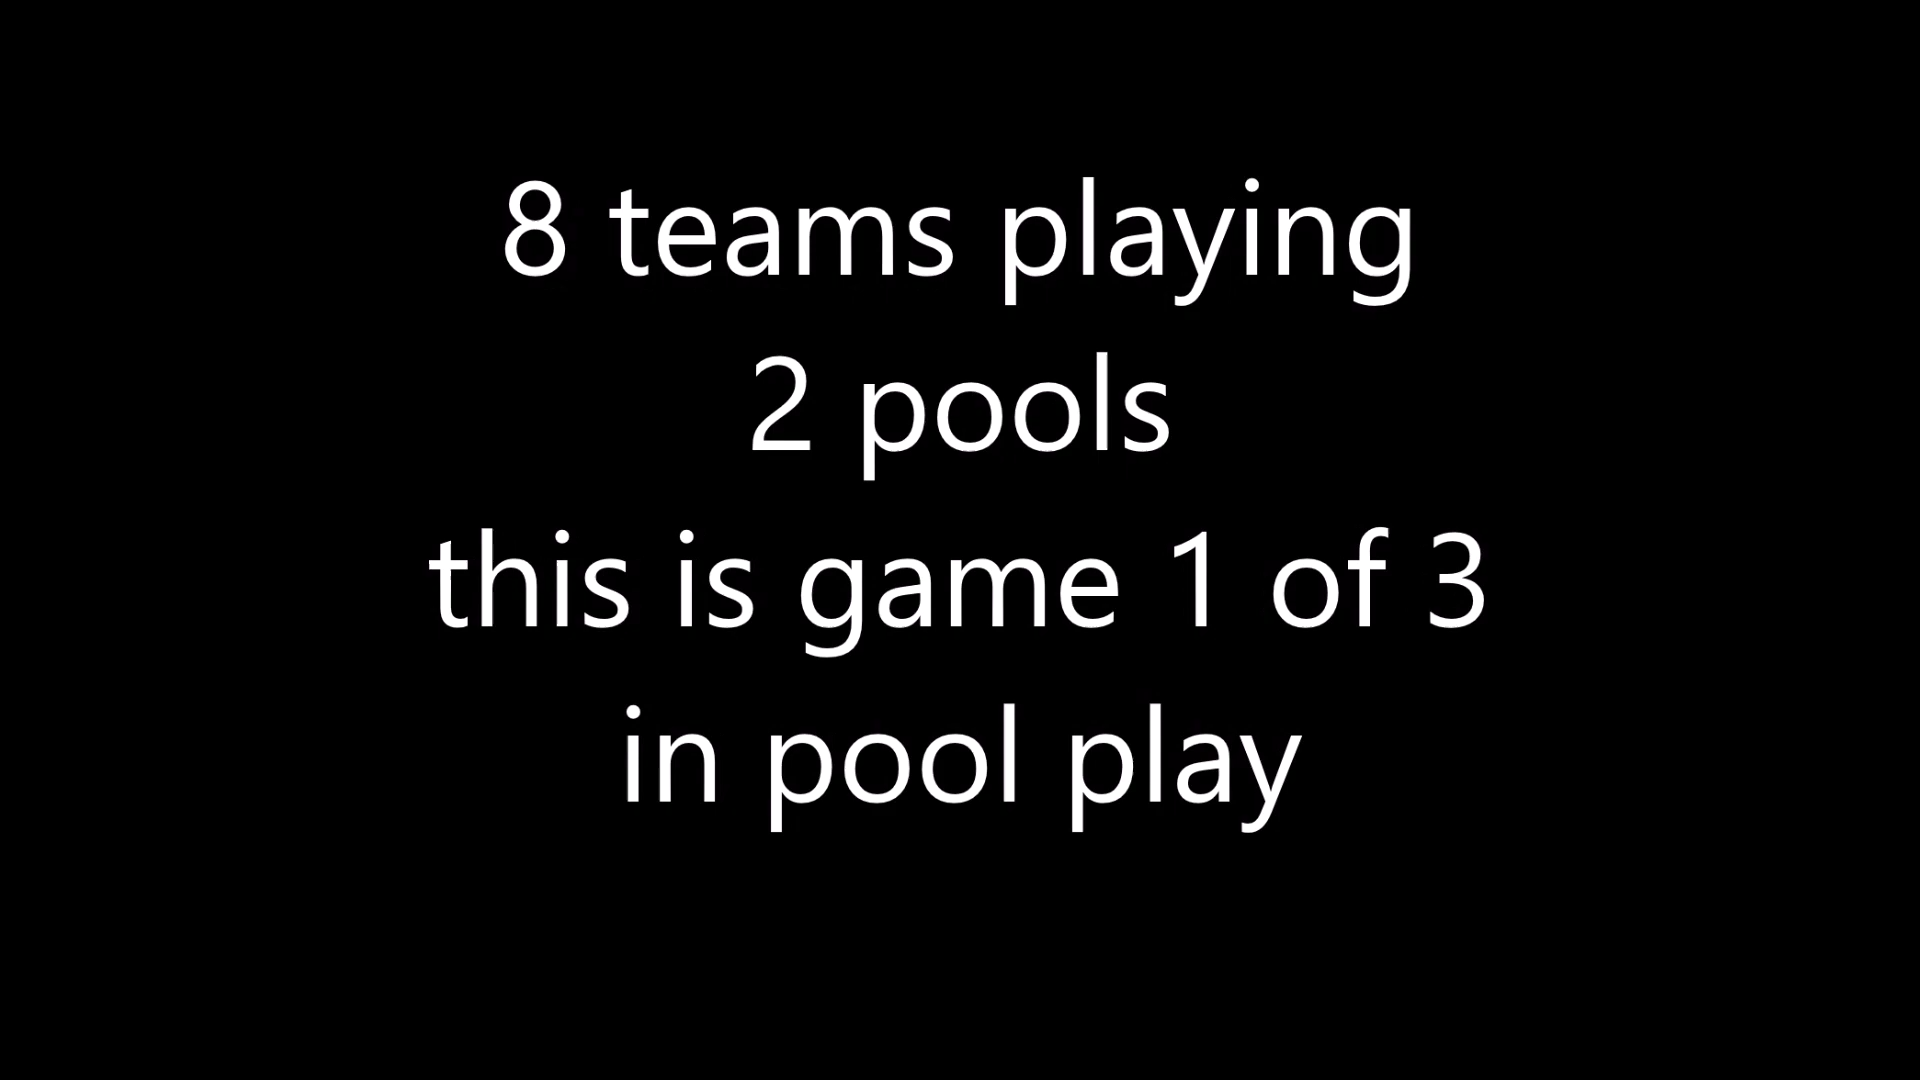 8 teams playing
2 pools
this is game 1 of 3
in pool play